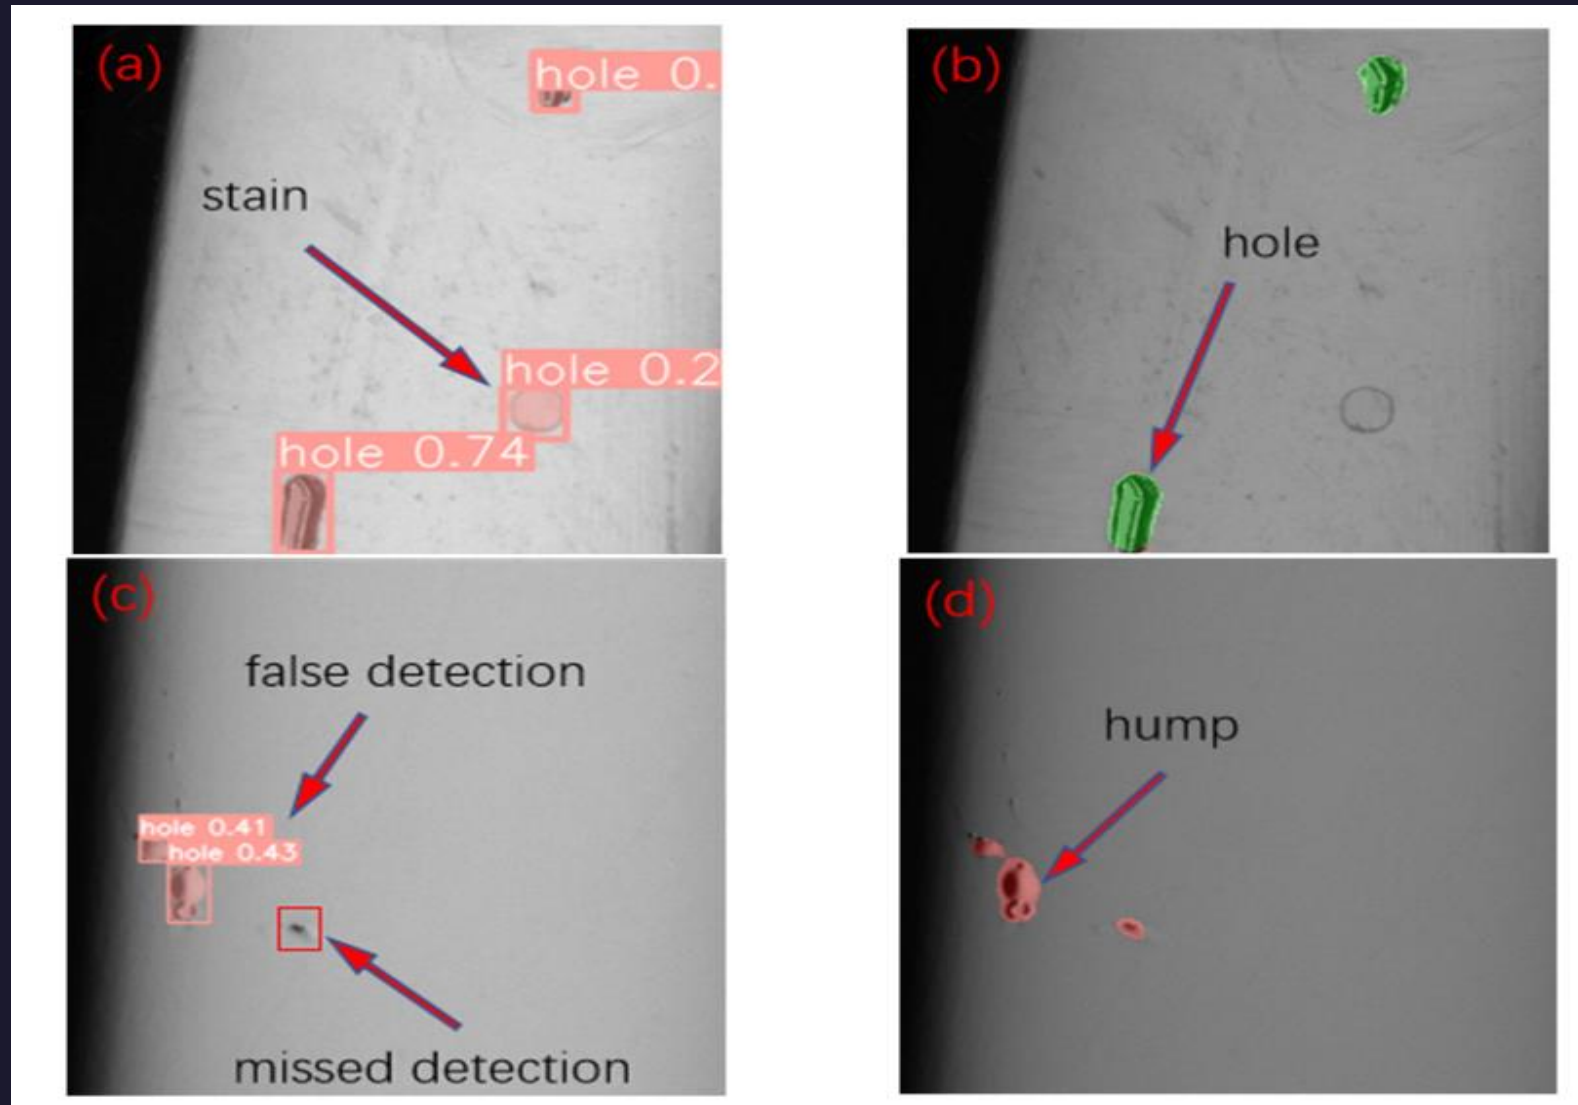 (a)
hole 0.
stain
hole 0.2
hole 0.74
(b)
hole
(c)
false detection
hole 0.41
hole 0.43
missed detection
(d)
hump